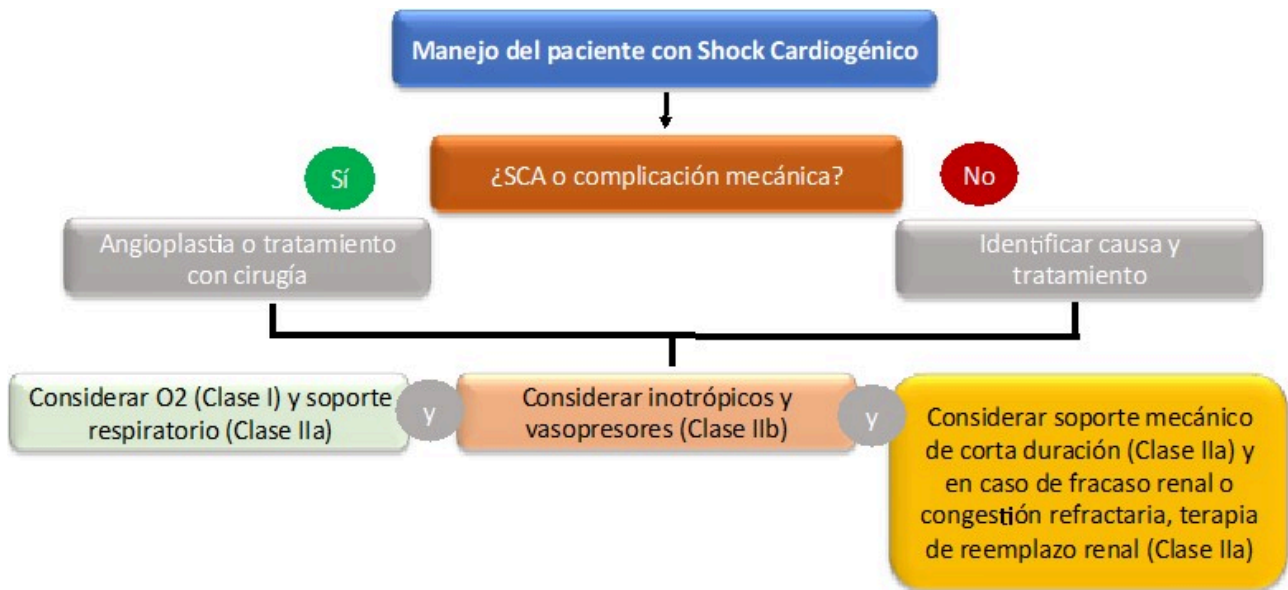 Manejo del paciente con Shock Cardiogénico
¿SCA o complicación mecánica?
Sí
No
Angioplastia o tratamiento
con cirugía
Identificar causa y
tratamiento
Considerar O2 (Clase I) y soporte
respiratorio (Clase IIa)
y
Considerar inotrópicos y
vasopresores (Clase IIb)
y
Considerar soporte mecánico
de corta duración (Clase IIa) y
en caso de fracaso renal o
congestión refractaria, terapia
de reemplazo renal (Clase IIa)